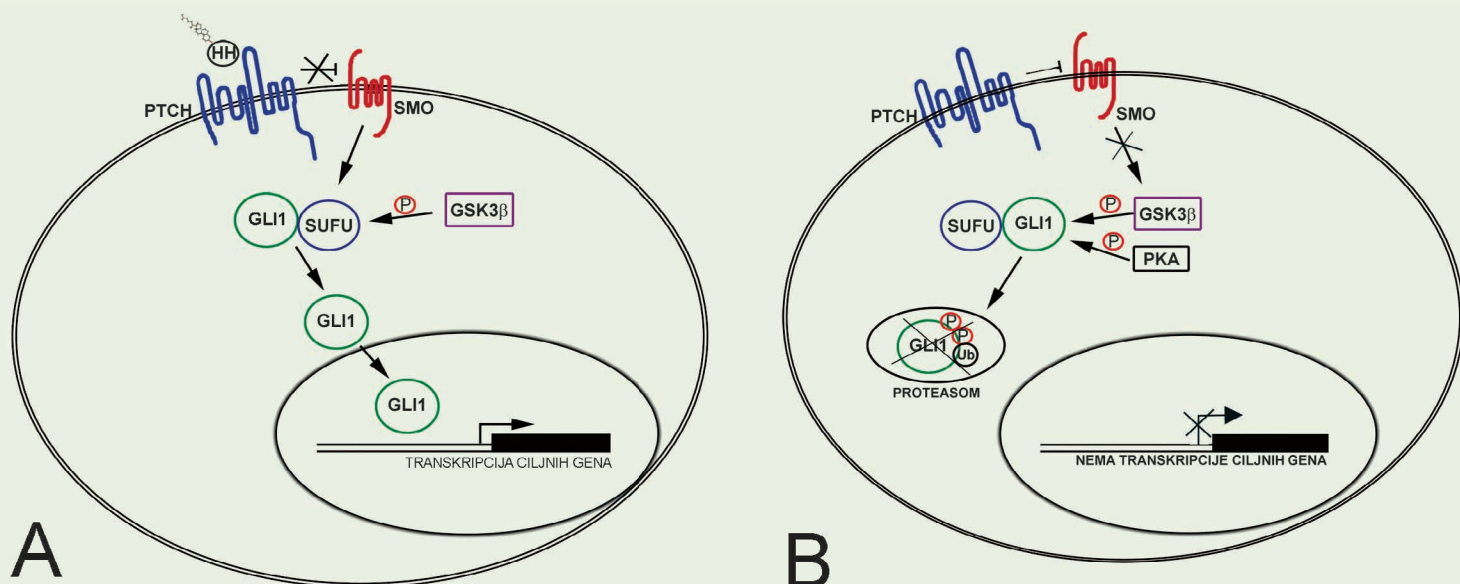 HH
PTCH
SMO
GLI1
SUFU
P
GSK3β
GLI1
GLI1
TRANSKRIPCIJA CILJNIH GENA
A
PTCH
SMO
SUFU
GLI1
P
GSK3β
P
PKA
GLI1
P
P
Ub
PROTEASOM
NEMA TRANSKRIPCIJE CILJNIH GENA
B